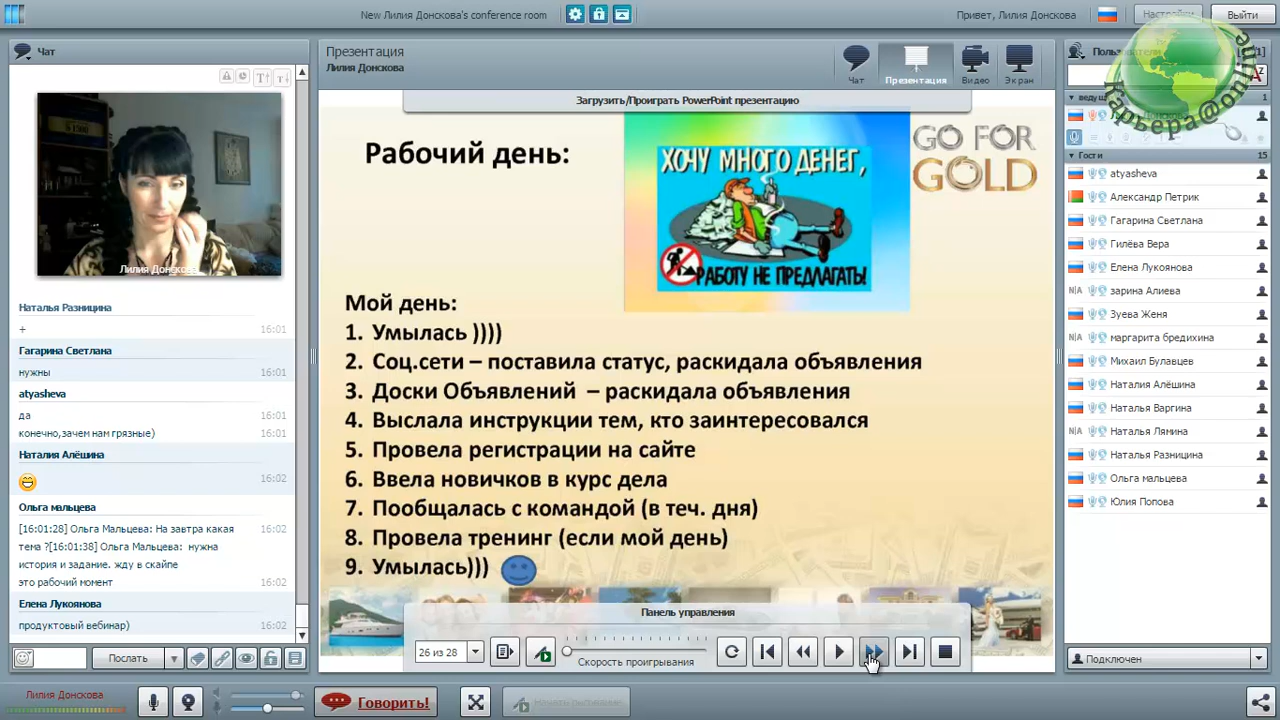 New Лилия Донскова's conference room
Привет, Лилия Донскова
Настройки
Выйти
Чат
Лилия Донскова
Наталья Разницина
+
16:01
Гагарина Светлана
нужны
16:01
atyasheva
да
16:01
конечно,зачем нам грязные)
16:01
Наталия Алёшина
16:02
Ольга мальцева
[16:01:28] Ольга Мальцева: На завтра какая
16:02
тема ?[16:01:38] Ольга Мальцева: нужна
история и задание. жду в скайпе
это рабочий момент
16:02
Елена Лукоянова
продуктовый вебинар)
16:02
Послать
Презентация
Лилия Донскова
Чат
Презентация
Видео
Экран
Загрузить/Проиграть PowerPoint презентацию
Рабочий день:
ХОЧУ МНОГО ДЕНЕГ,
РАБОТУ НЕ ПРЕДЛАГАТЬ!
GO FOR
GOLD
Мой день:
1. Умылась ))))
2. Соц.сети – поставила статус, раскидала объявления
3. Доски Объявлений – раскидала объявления
4. Выслала инструкции тем, кто заинтересовался
5. Провела регистрации на сайте
6. Ввела новичков в курс дела
7. Пообщалась с командой (в теч. дня)
8. Провела тренинг (если мой день)
9. Умылась)))
Панель управления
26 из 28
Скорость проигрывания
Пользователи
1]
карьера@online
ведущ
1
Гости
15
atyasheva
Александр Петрик
Гагарина Светлана
Гилёва Вера
Елена Лукоянова
N/A зарина Алиева
Зуева Женя
N/A маргарита бредихина
Михаил Булавцев
Наталия Алёшина
Наталья Варгина
N/A Наталья Лямина
Наталья Разницина
Ольга мальцева
Юлия Попова
Подключен
Лилия Донскова
Говорить!